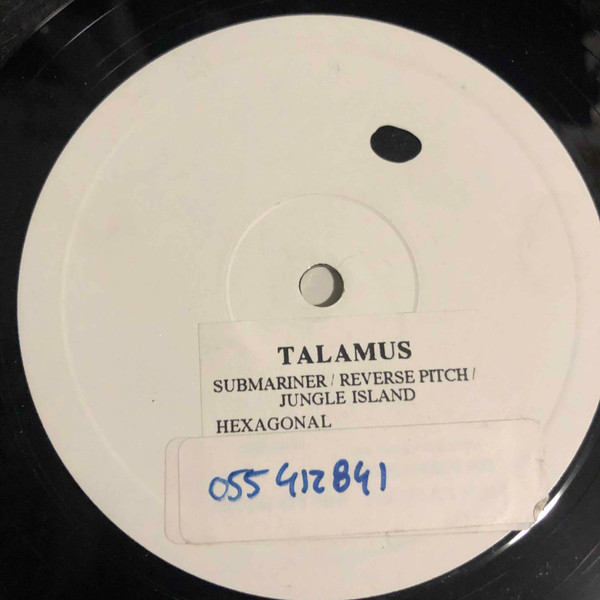 TALAMUS
SUBMARINER / REVERSE PITCH /
JUNGLE ISLAND
HEXAGONAL
055 412841